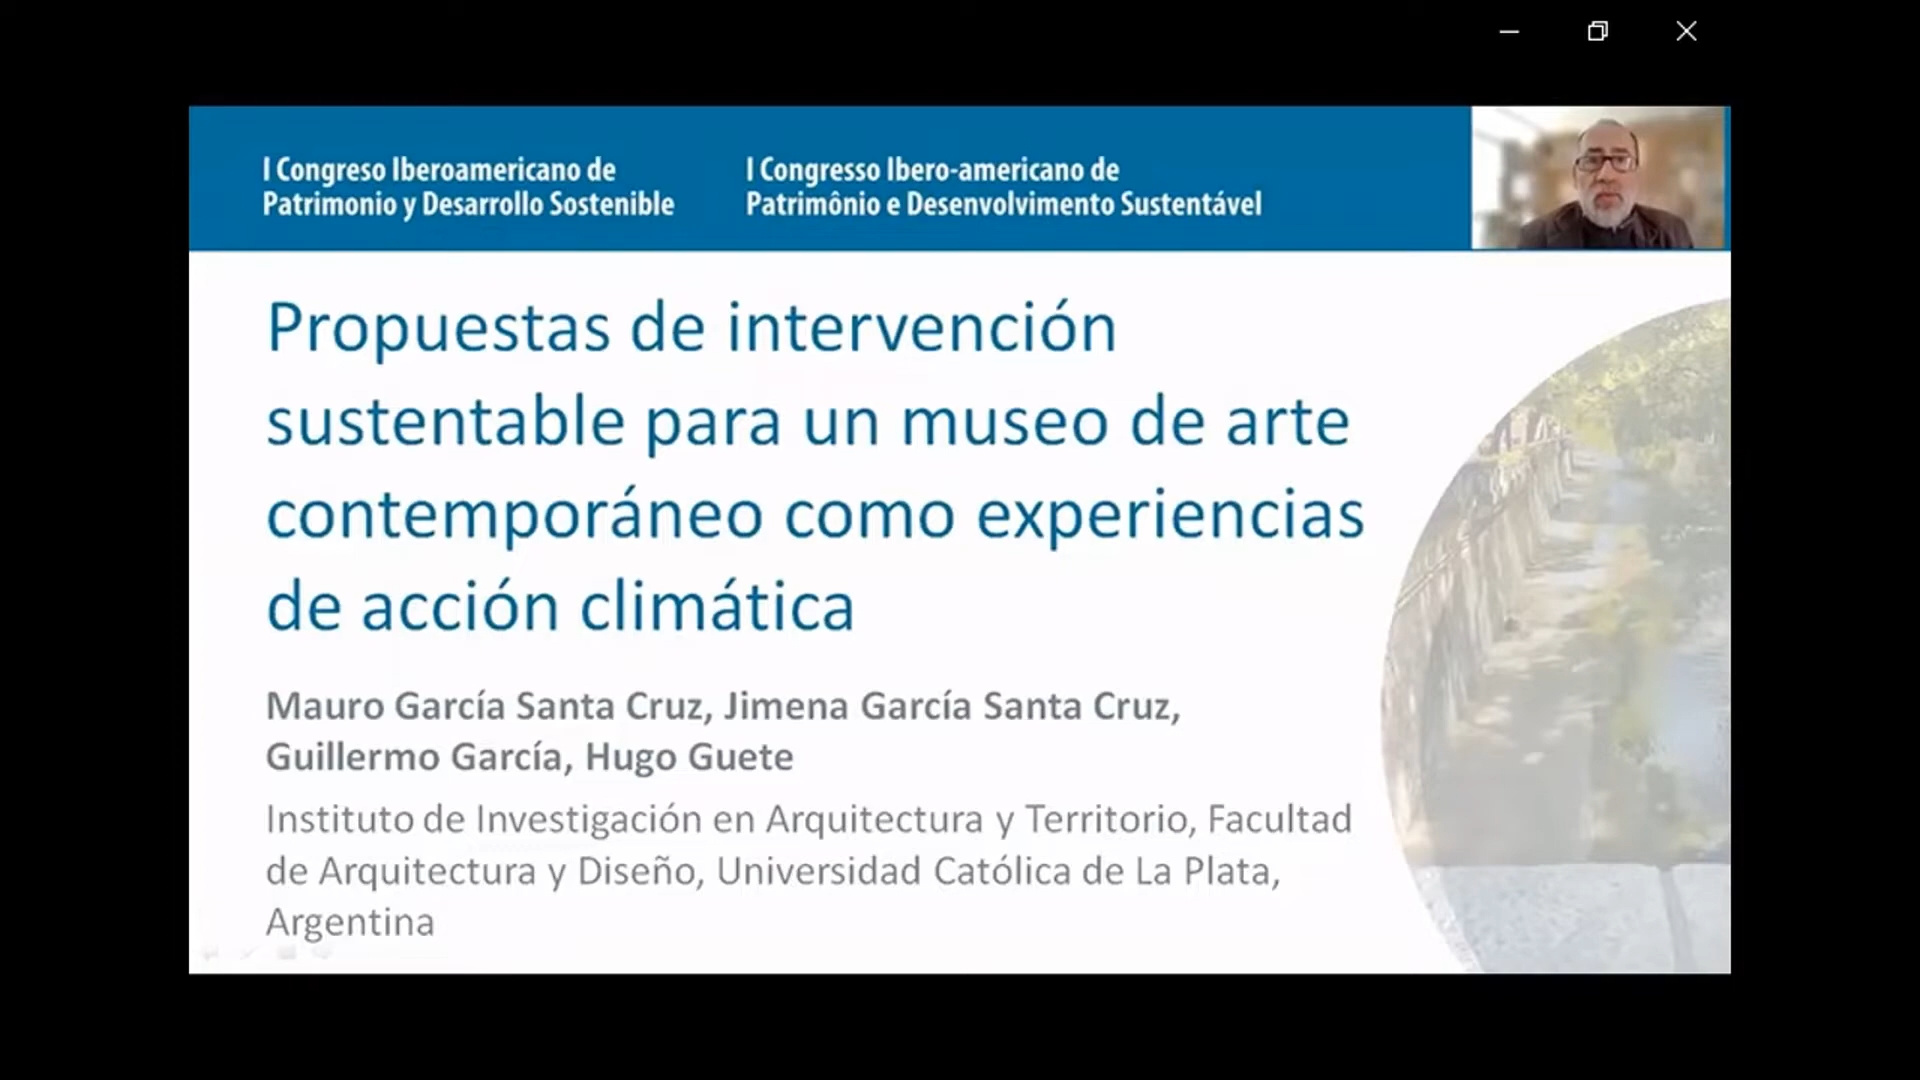 I Congreso Iberoamericano de
Patrimonio y Desarrollo Sostenible
I Congresso Ibero-americano de
Patrimônio e Desenvolvimento Sustentável
Propuestas de intervención
sustentable para un museo de arte
contemporáneo como experiencias
de acción climática
Mauro García Santa Cruz, Jimena García Santa Cruz,
Guillermo García, Hugo Guete
Instituto de Investigación en Arquitectura y Territorio, Facultad
de Arquitectura y Diseño, Universidad Católica de La Plata,
Argentina